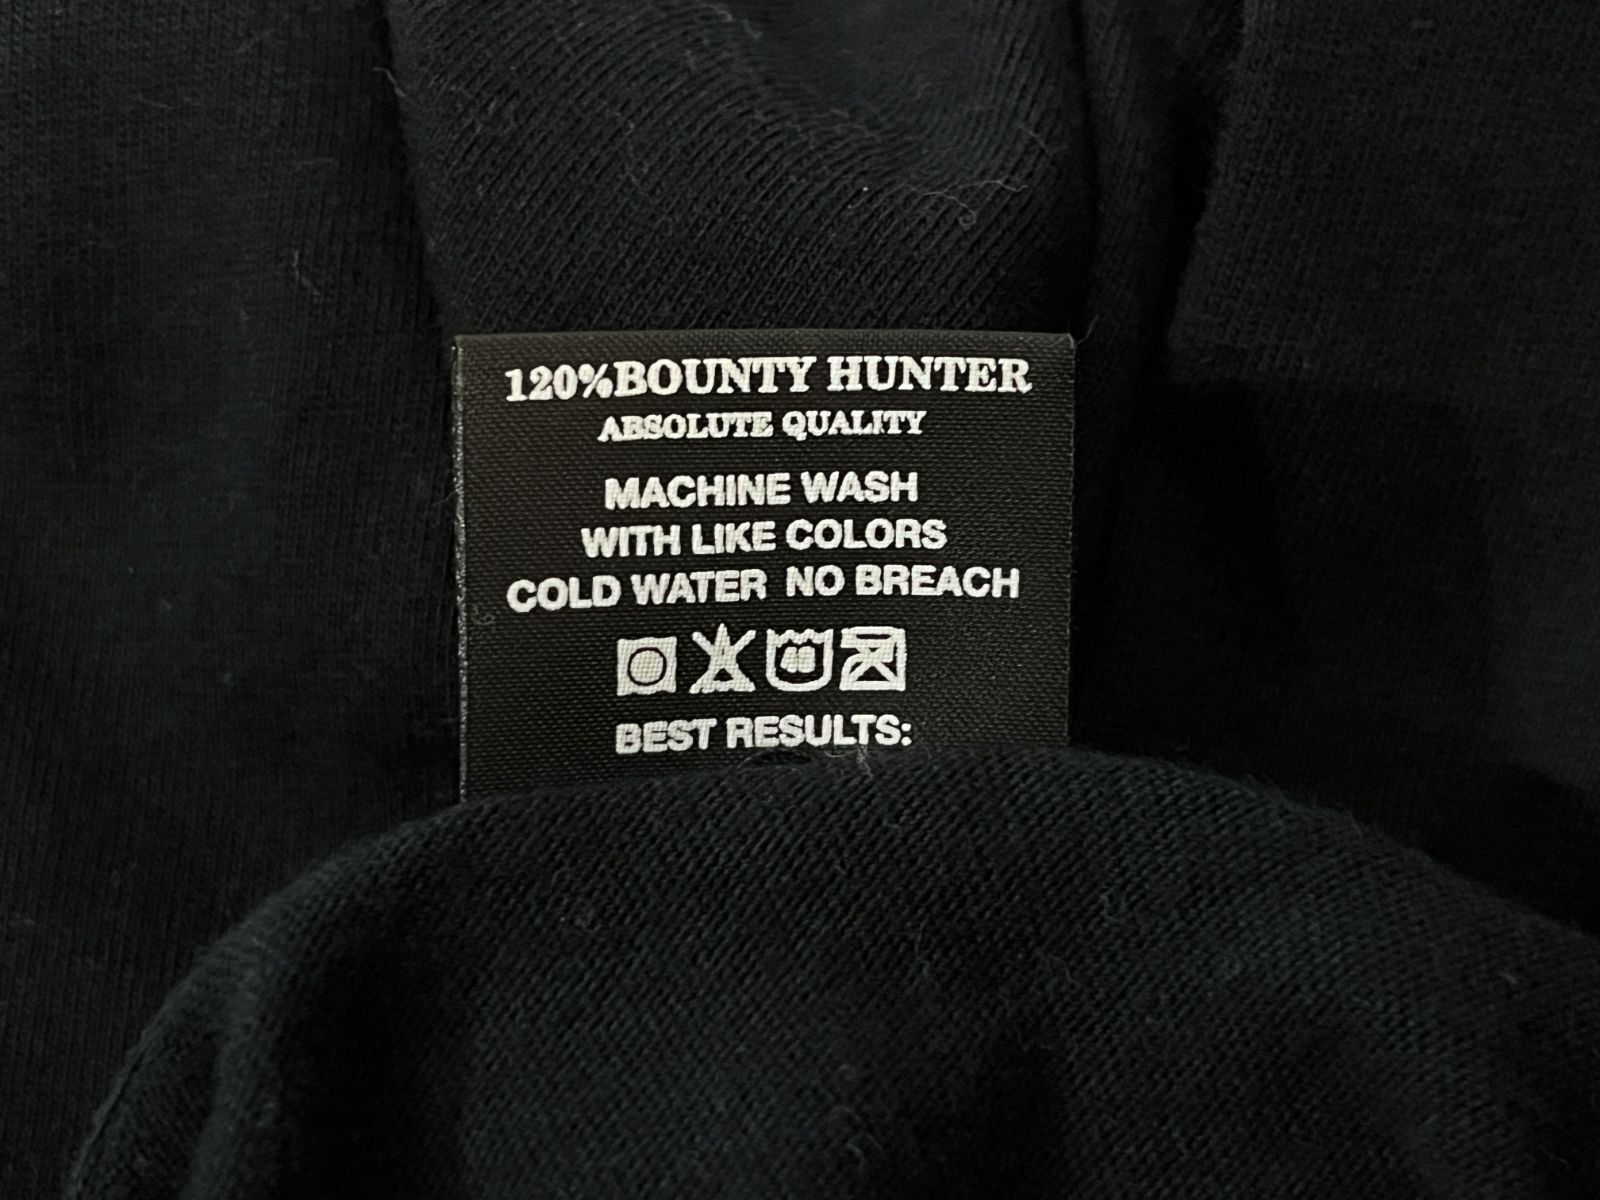 120%BOUNTY HUNTER
ABSOLUTE QUALITY
MACHINE WASH
WITH LIKE COLORS
COLD WATER NO BREACH
BEST RESULTS: